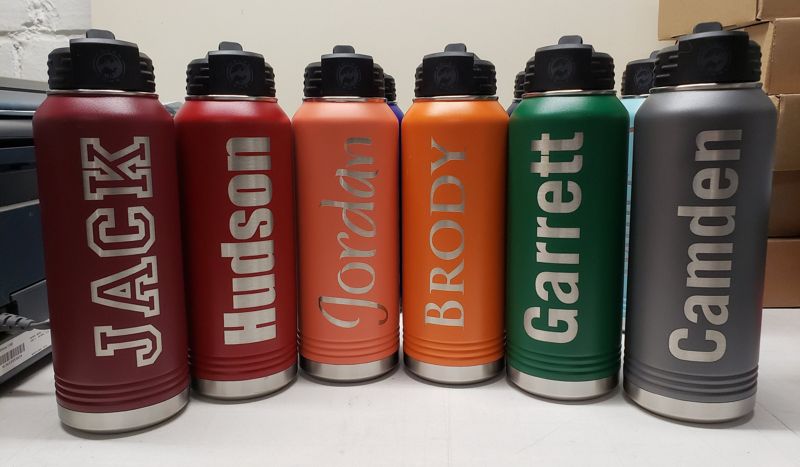 JACK
Hudson
Jordan
BRODY
Garrett
Camden